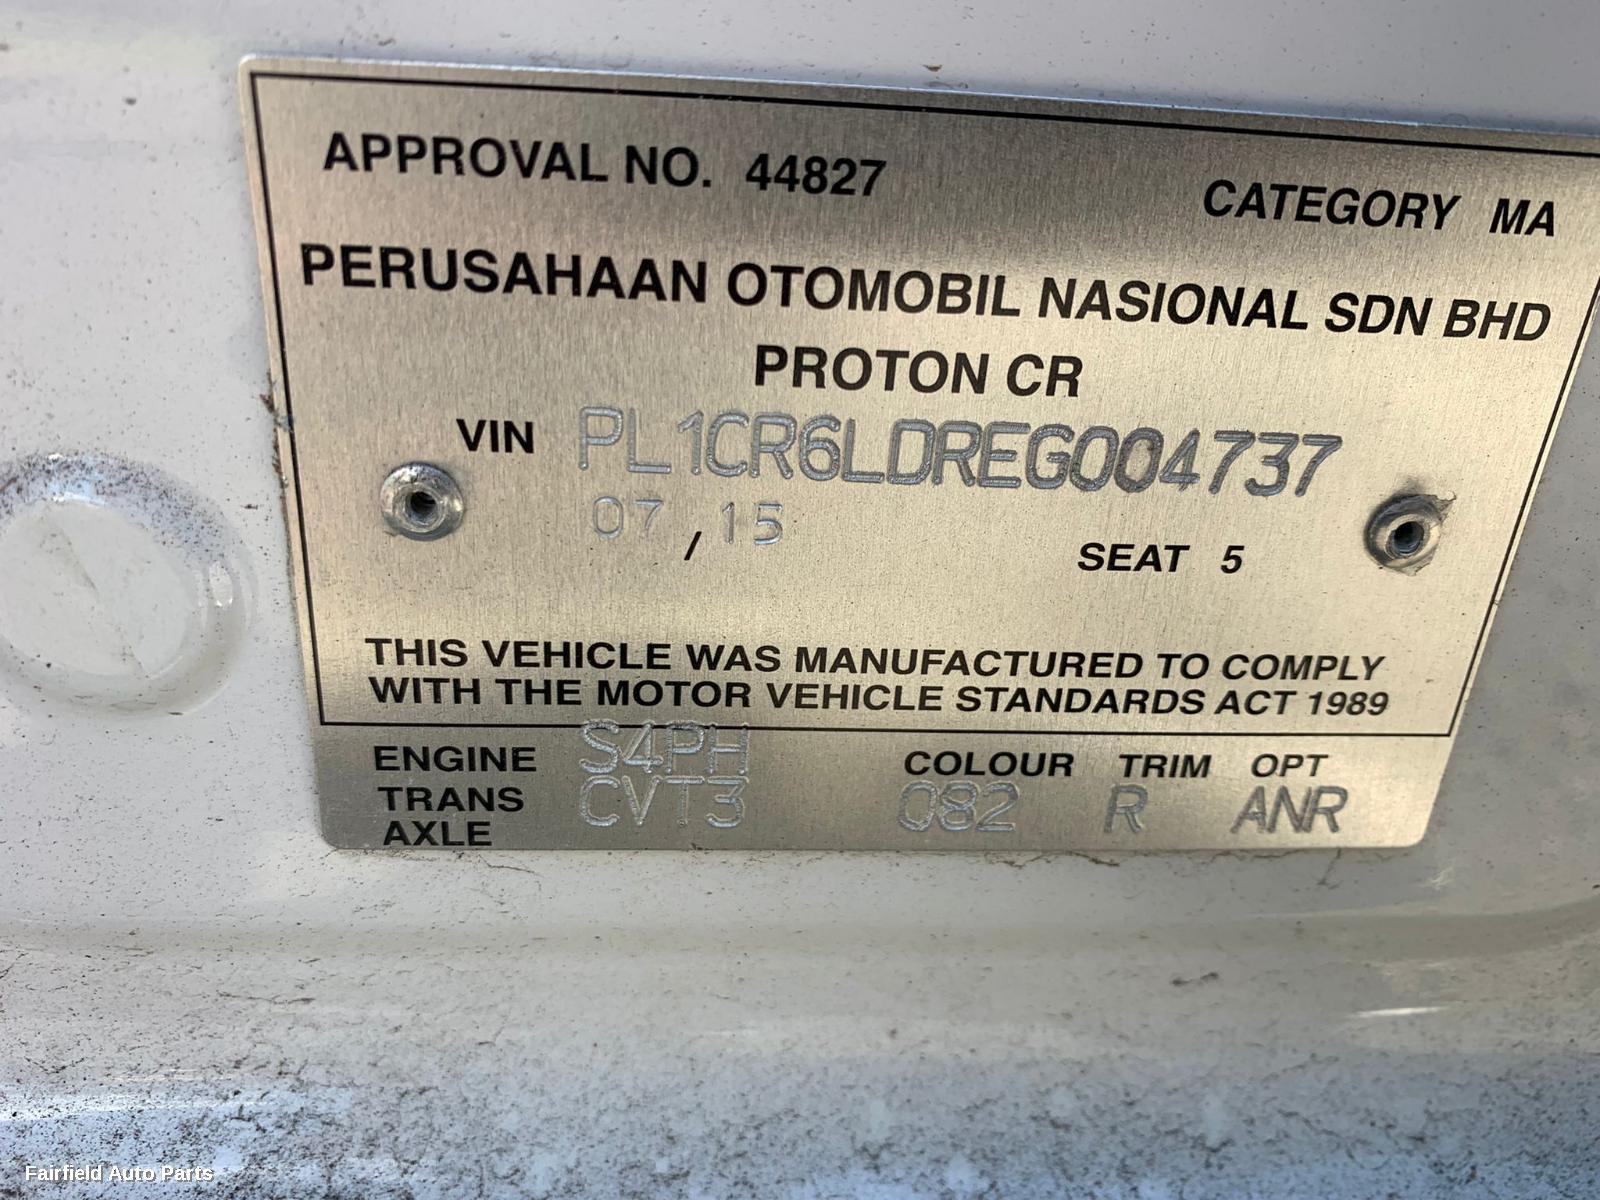 APPROVAL NO. 44827 CATEGORY MA
PERUSAHAAN OTOMOBIL NASIONAL SDN BHD
PROTON CR
VIN PL1CR6LDREG004737
07 / 15 SEAT 5
THIS VEHICLE WAS MANUFACTURED TO COMPLY
WITH THE MOTOR VEHICLE STANDARDS ACT 1989
ENGINE S4PH COLOUR TRIM OPT
TRANS CVT3 082 R ANR
AXLE
Fairfield Auto Parts